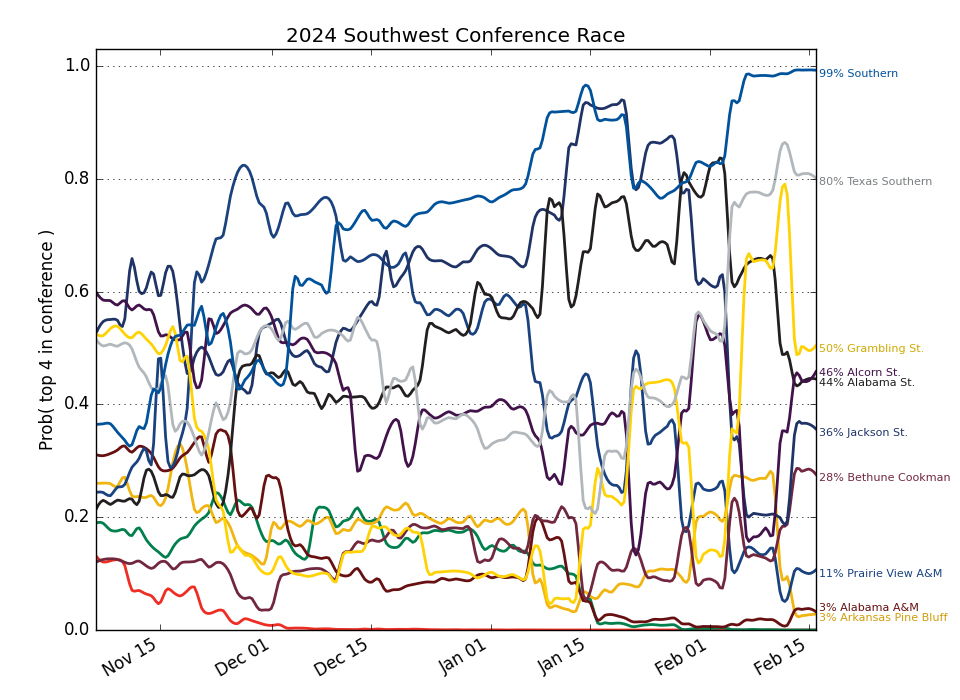 2024 Southwest Conference Race
Prob( top 4 in conference )
1.0
0.8
0.6
0.4
0.2
0.0
Nov 15
Dec 01
Dec 15
Jan 01
Jan 15
Feb 01
Feb 15
99% Southern
80% Texas Southern
50% Grambling St.
46% Alcorn St.
44% Alabama St.
36% Jackson St.
28% Bethune Cookman
11% Prairie View A&M
3% Alabama A&M
3% Arkansas Pine Bluff